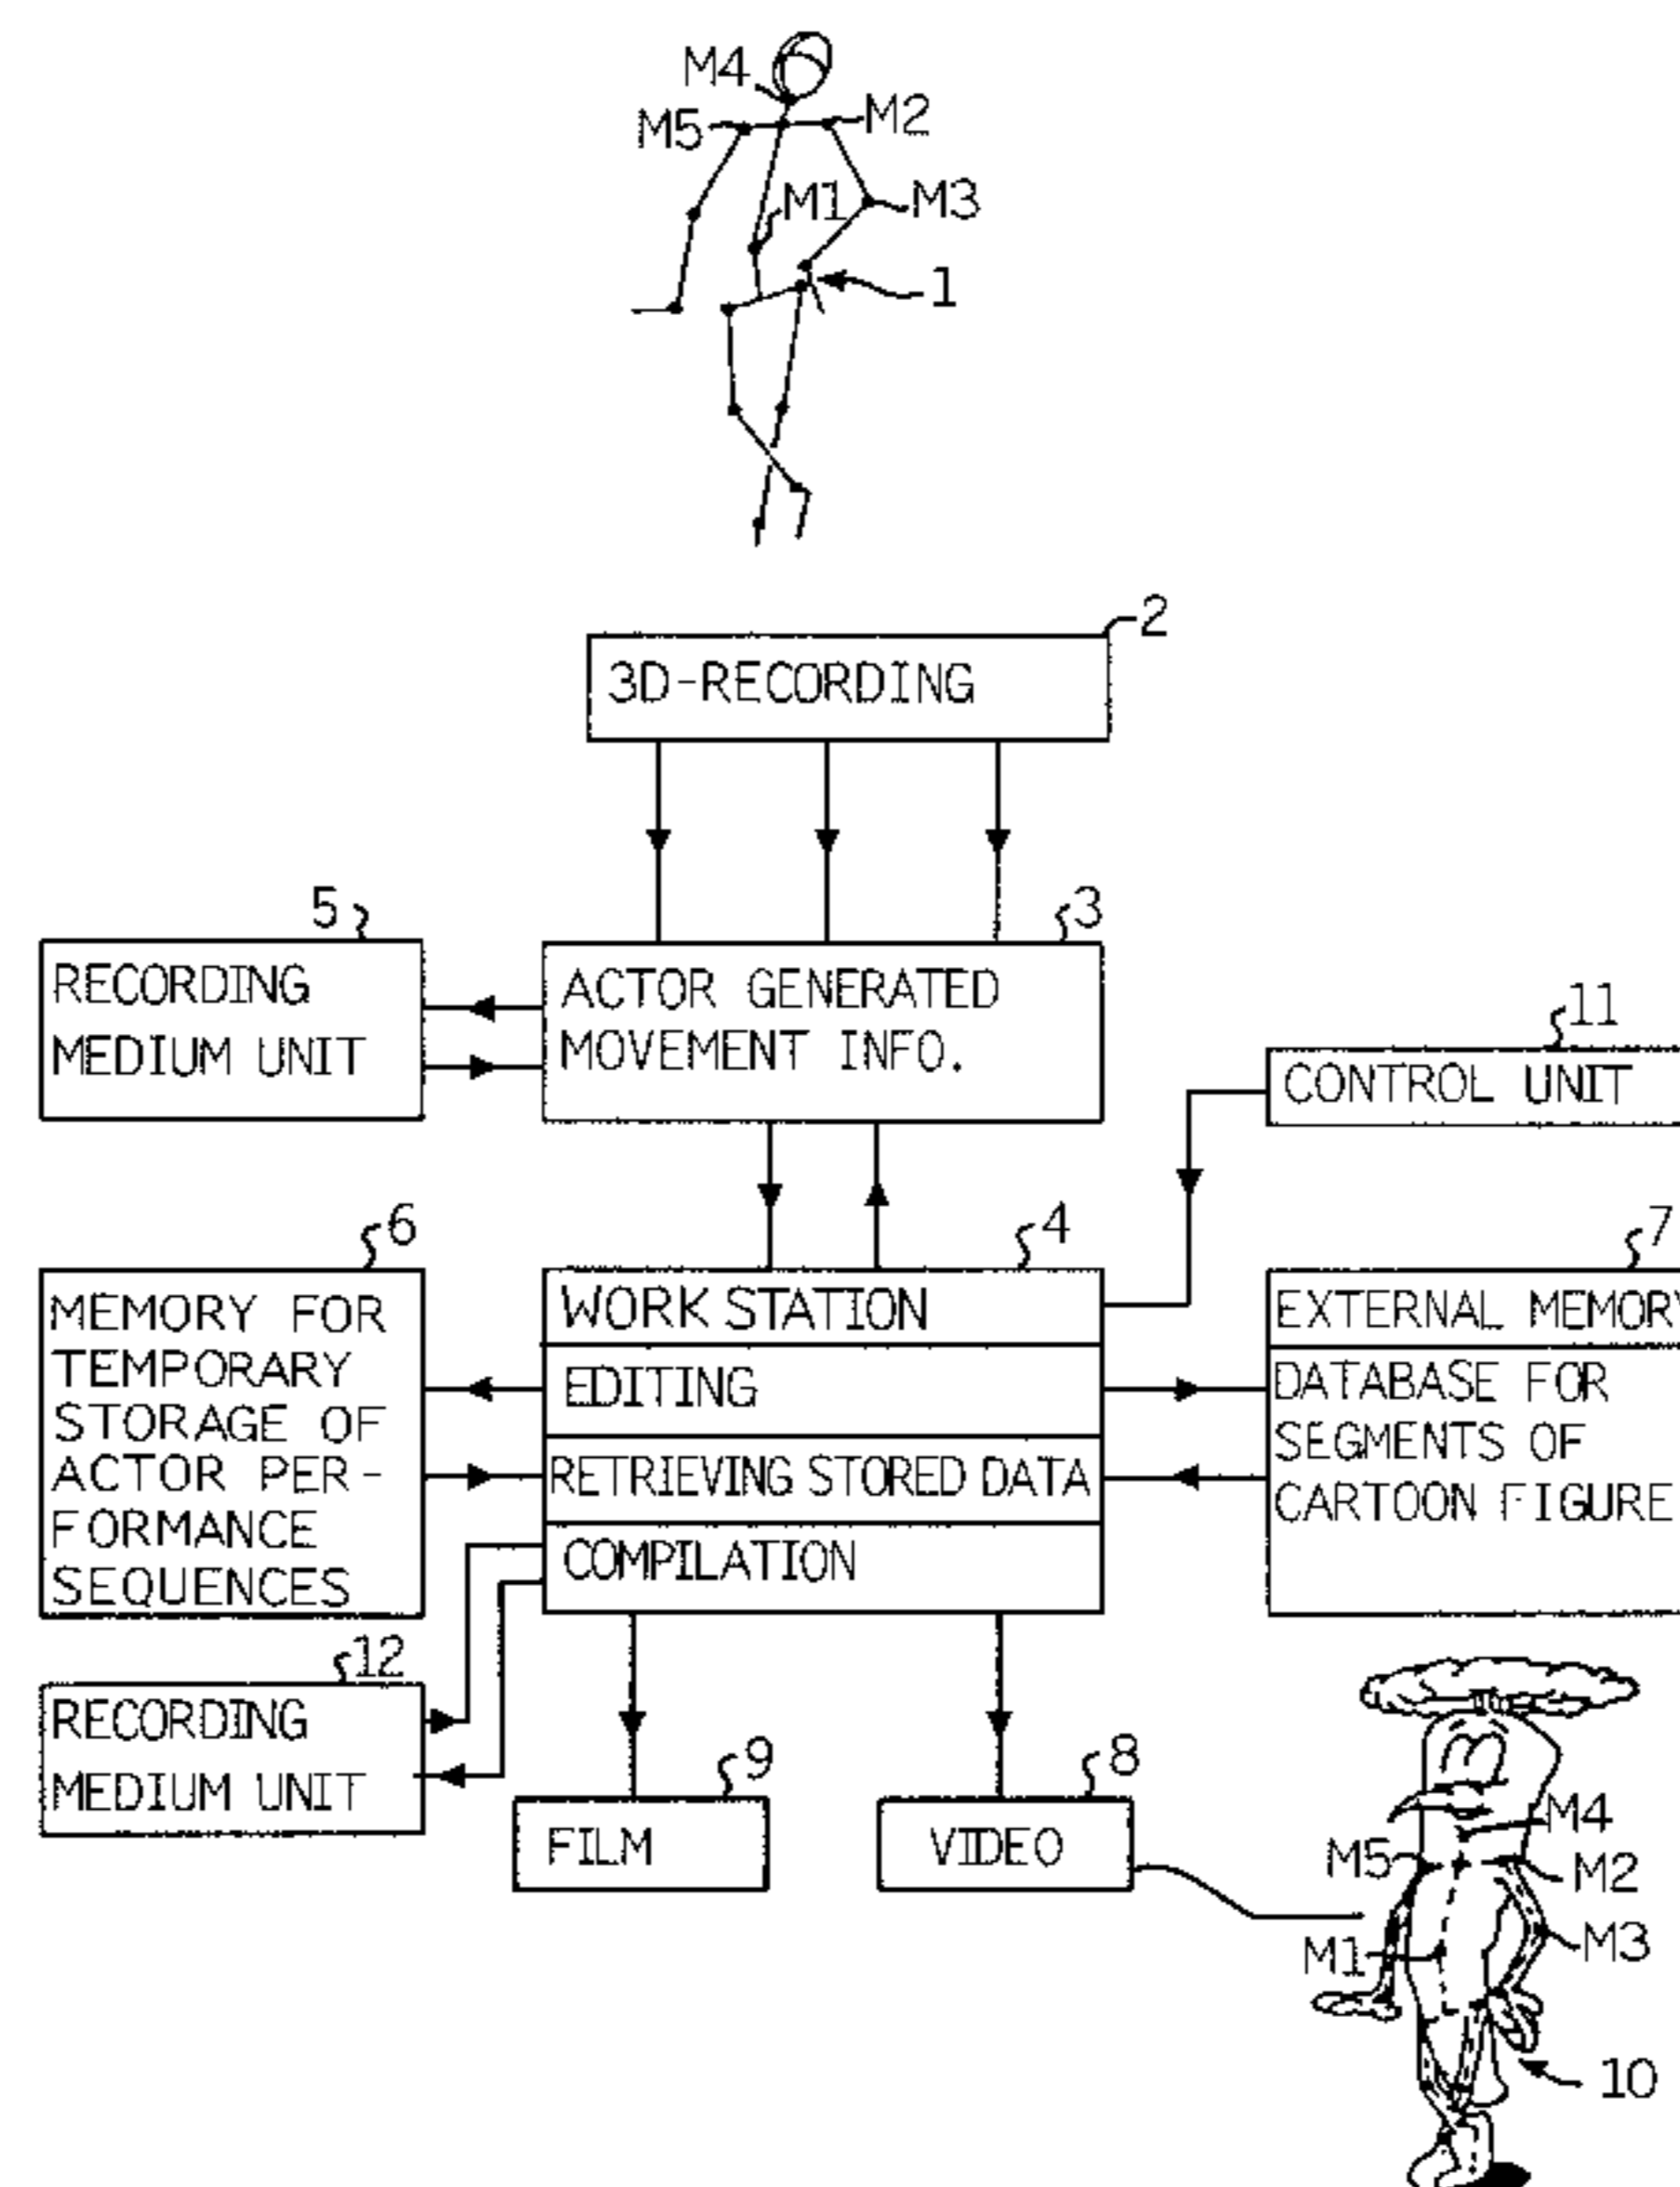 M4
M5
M2
M1
M3
1
2
3D-RECORDING
5
3
RECORDING
MEDIUM UNIT
ACTOR GENERATED
MOVEMENT INFO.
11
CONTROL UNIT
6
4
7
MEMORY FOR
TEMPORARY
STORAGE OF
ACTOR PER-
FORMANCE
SEQUENCES
WORK STATION
EDITING
RETRIEVING STORED DATA
COMPILATION
EXTERNAL MEMORY
DATABASE FOR
SEGMENTS OF
CARTOON FIGURE
12
RECORDING
MEDIUM UNIT
9
FILM
8
VIDEO
M4
M5
M2
M1
M3
10